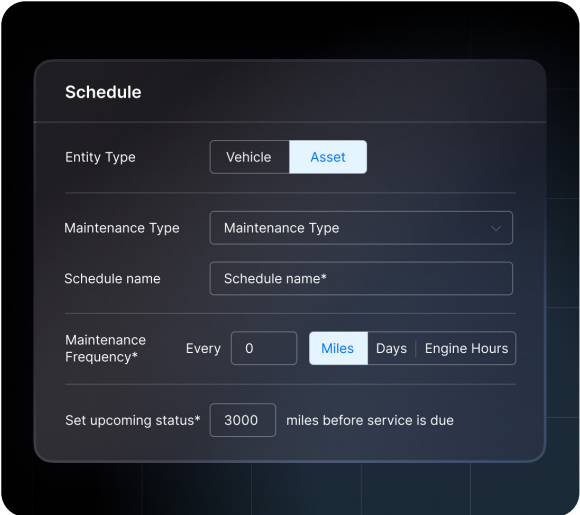 Schedule
Entity Type Vehicle Asset
Maintenance Type Maintenance Type
Schedule name Schedule name*
Maintenance
Frequency* Every 0 Miles Days Engine Hours
Set upcoming status* 3000 miles before service is due